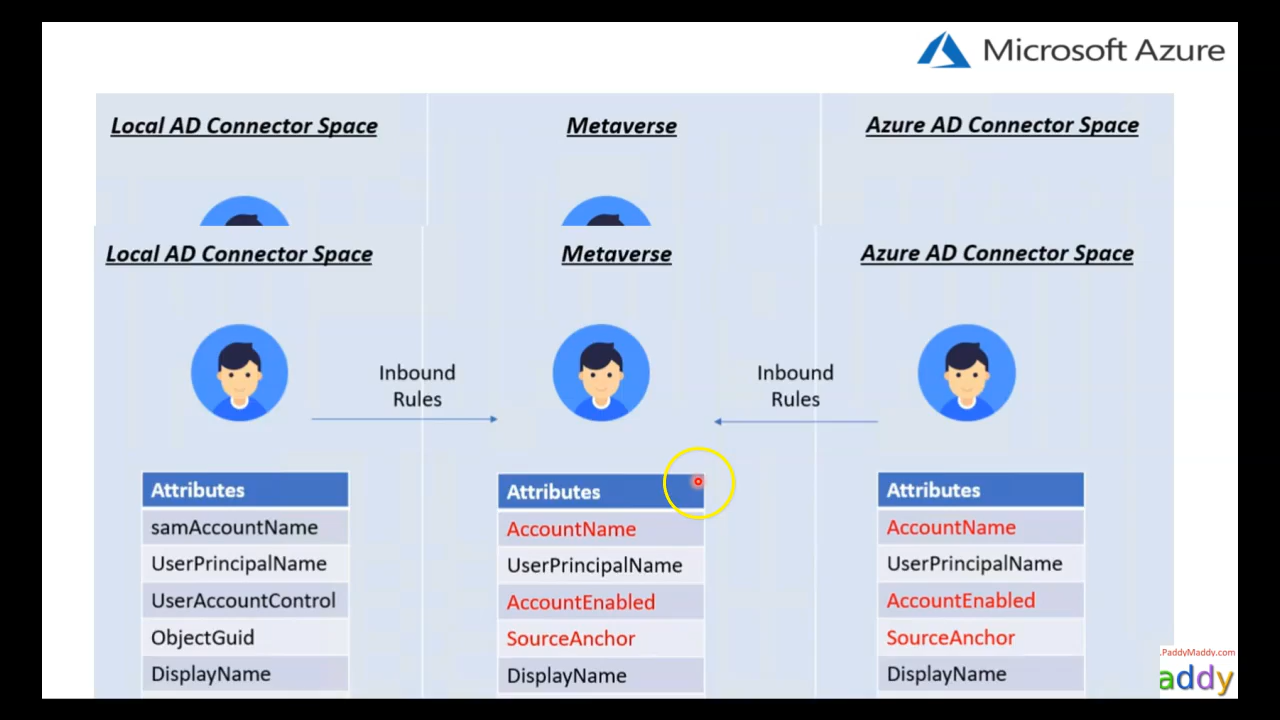 Microsoft Azure
Local AD Connector Space
Metaverse
Azure AD Connector Space
Local AD Connector Space
Metaverse
Azure AD Connector Space
Inbound
Rules
Inbound
Rules
Attributes
samAccountName
UserPrincipalName
UserAccountControl
ObjectGuid
DisplayName
Attributes
AccountName
UserPrincipalName
AccountEnabled
SourceAnchor
DisplayName
Attributes
AccountName
UserPrincipalName
AccountEnabled
SourceAnchor
DisplayName
.PaddyMaddy.com
addy